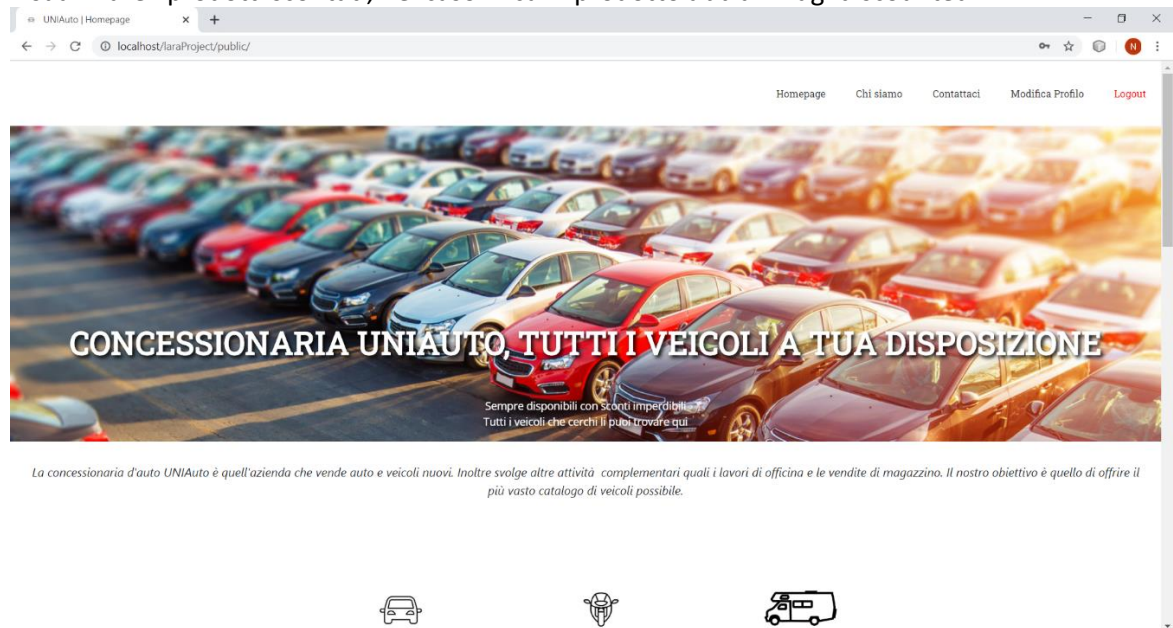 UNIAuto | Homepage
localhost/laraProject/public/
N
Homepage Chi siamo Contattaci Modifica Profilo Logout
CONCESSIONARIA UNIAUTO, TUTTI I VEICOLI A TUA DISPOSIZIONE
Sempre disponibili con sconti imperdibili
Tutti i veicoli che cerchi li puoi trovare qui
La concessionaria d'auto UNIAuto è quell'azienda che vende auto e veicoli nuovi. Inoltre svolge altre attività complementari quali i lavori di officina e le vendite di magazzino. Il nostro obiettivo è quello di offrire il
più vasto catalogo di veicoli possibile.